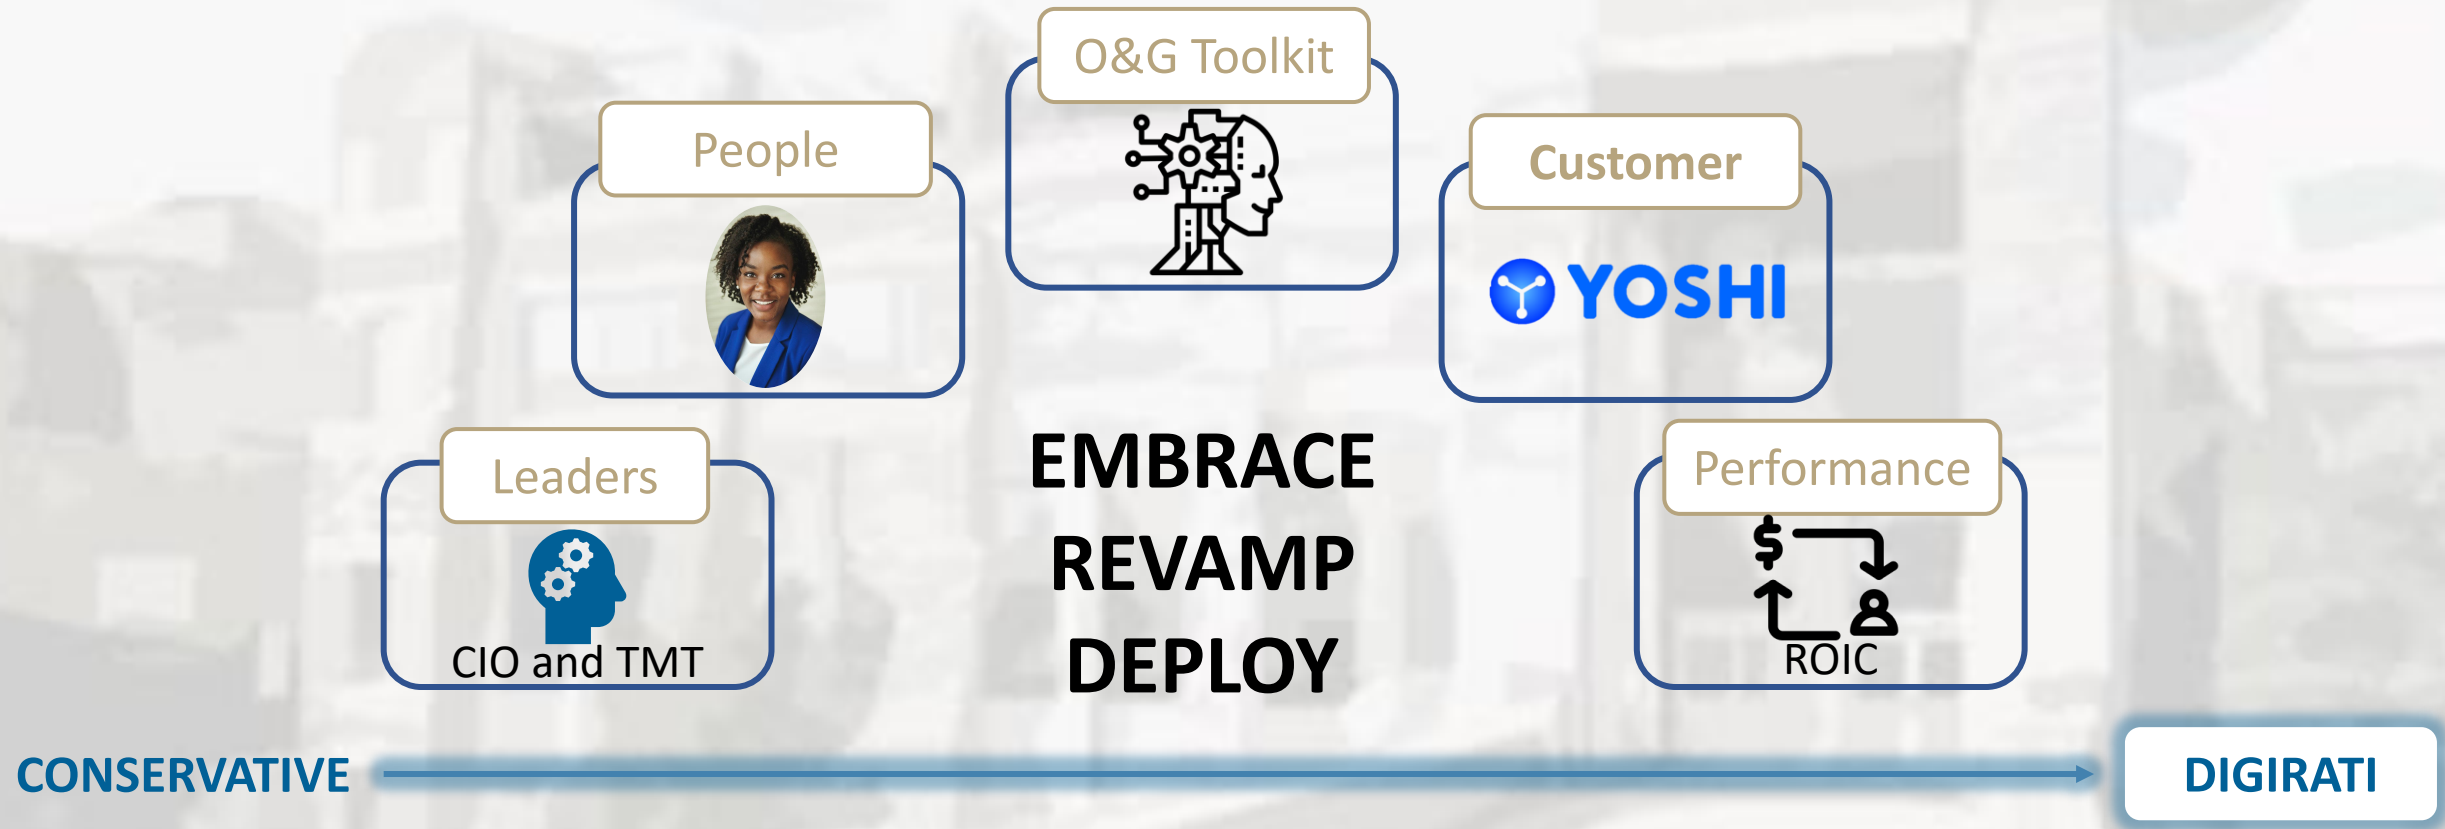 O&G Toolkit
People
Customer
YOSHI
Leaders
CIO and TMT
EMBRACE
REVAMP
DEPLOY
Performance
$
ROIC
CONSERVATIVE
DIGIRATI